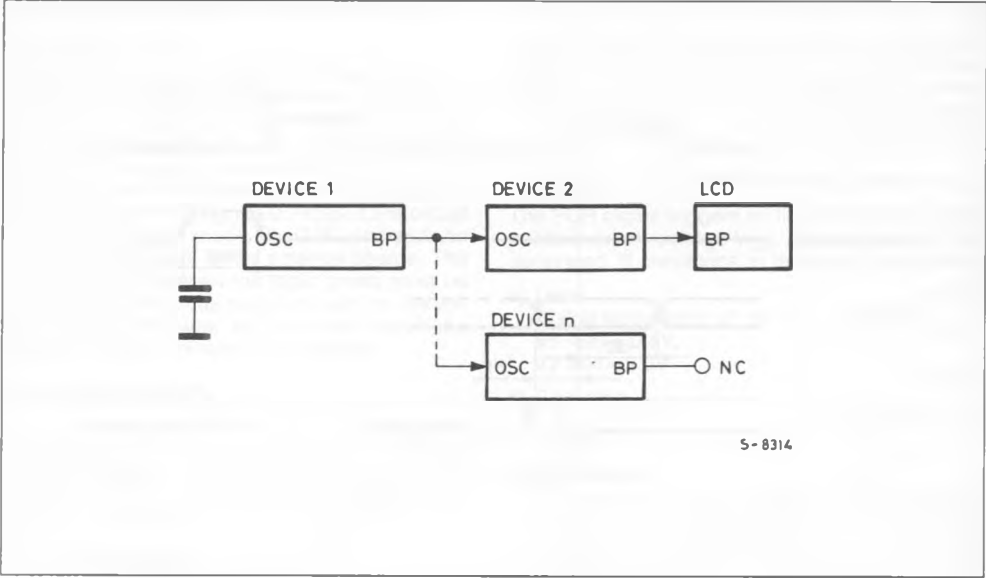 DEVICE 1
OSC BP
DEVICE 2
OSC BP
LCD
BP
DEVICE n
OSC BP
NC
S-8314